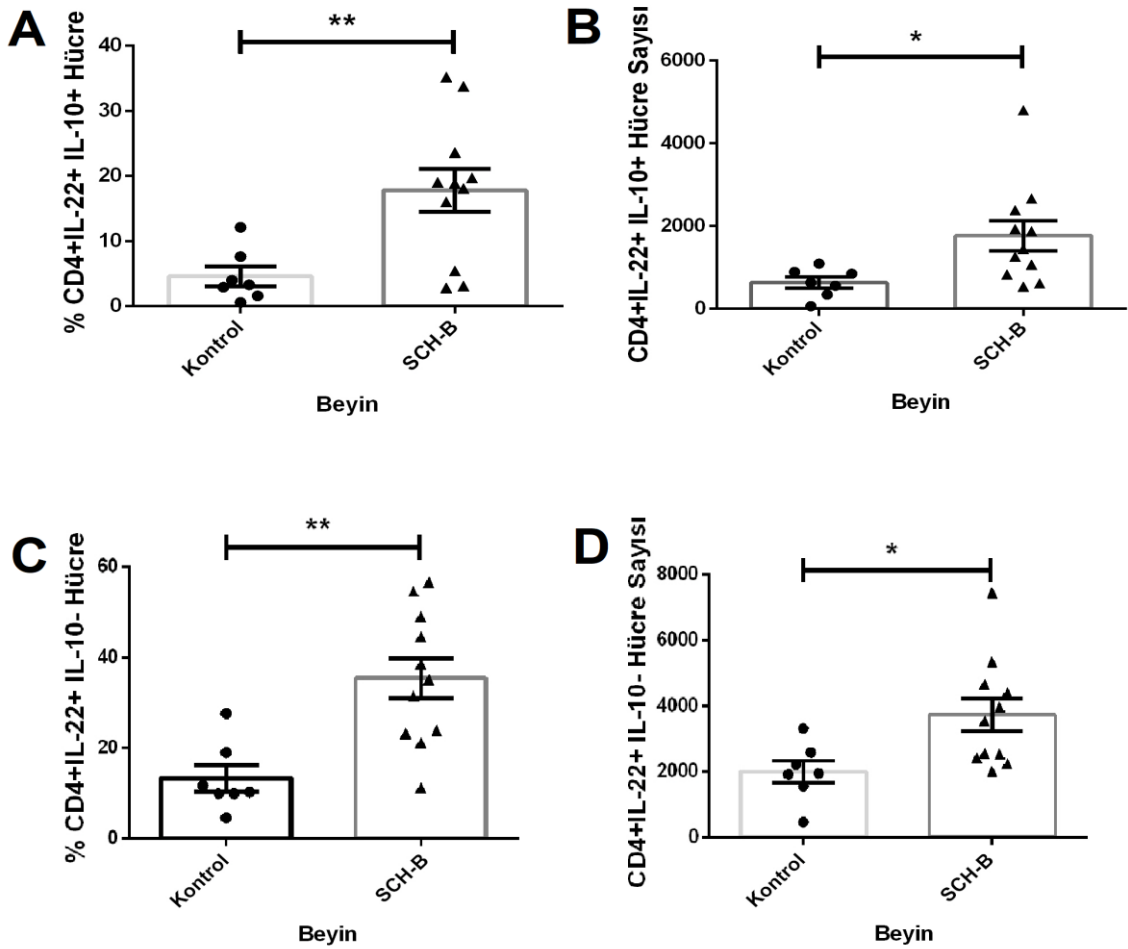 A
**
% CD4+IL-22+ IL-10+ Hücre
40
30
20
10
0
Kontrol
SCH-B
Beyin
B
*
CD4+IL-22+ IL-10+ Hücre Sayısı
6000
4000
2000
0
Kontrol
SCH-B
Beyin
C
**
% CD4+IL-22+ IL-10- Hücre
60
40
20
0
Kontrol
SCH-B
Beyin
D
*
CD4+IL-22+ IL-10- Hücre Sayısı
8000
6000
4000
2000
0
Kontrol
SCH-B
Beyin